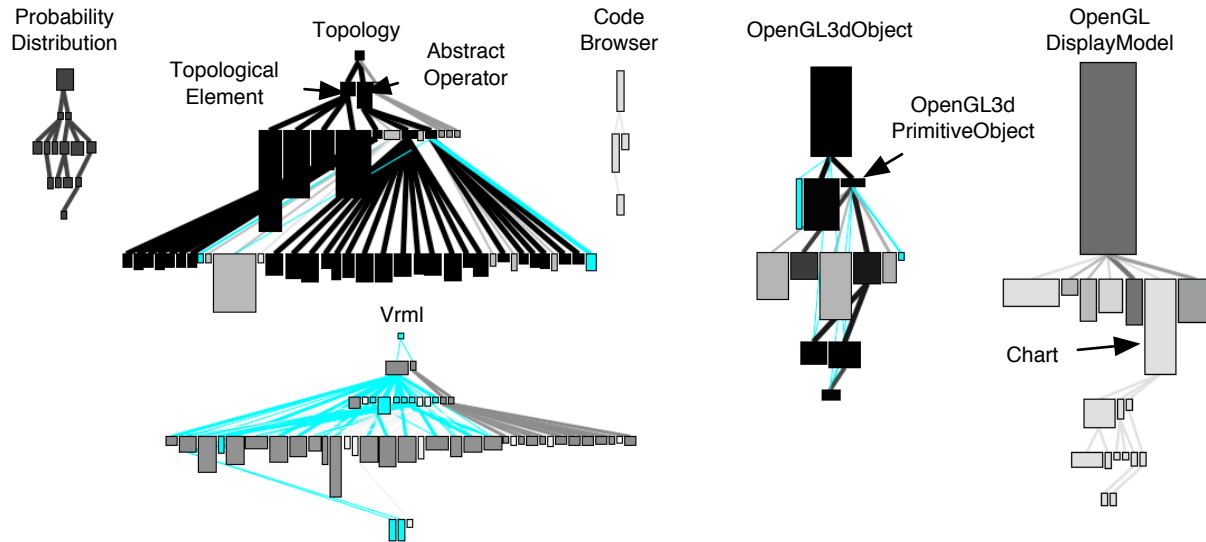 Probability
Distribution
Topology
Topological
Element
Abstract
Operator
Code
Browser
OpenGL3dObject
OpenGL3d
PrimitiveObject
OpenGL
DisplayModel
Chart
Vrml